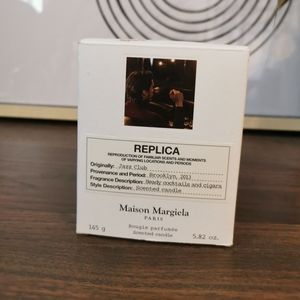 REPLICA
REPRODUCTION OF FAMILIAR SCENTS AND MOMENTS
OF VARYING LOCATIONS AND PERIODS
Originally: Jazz Club
Provenance and Period: Brooklyn, 2013
Fragrance Description: Heady cocktails and cigars
Style Description: Scented candle
Maison Margiela
PARIS
165 g
Bougie parfumée
Scented candle
5.82 oz.